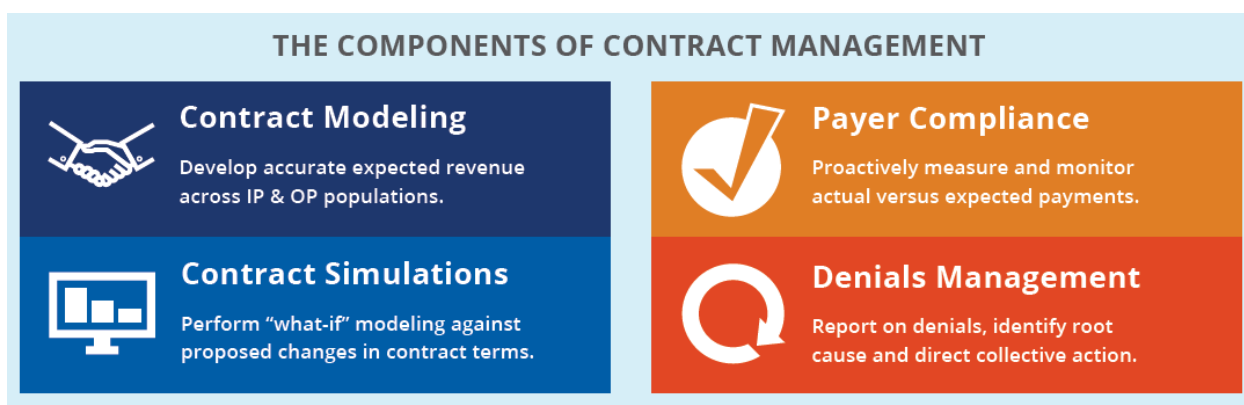 THE COMPONENTS OF CONTRACT MANAGEMENT
Contract Modeling
Develop accurate expected revenue
across IP & OP populations.
Contract Simulations
Perform “what-if” modeling against
proposed changes in contract terms.
Payer Compliance
Proactively measure and monitor
actual versus expected payments.
Denials Management
Report on denials, identify root
cause and direct collective action.